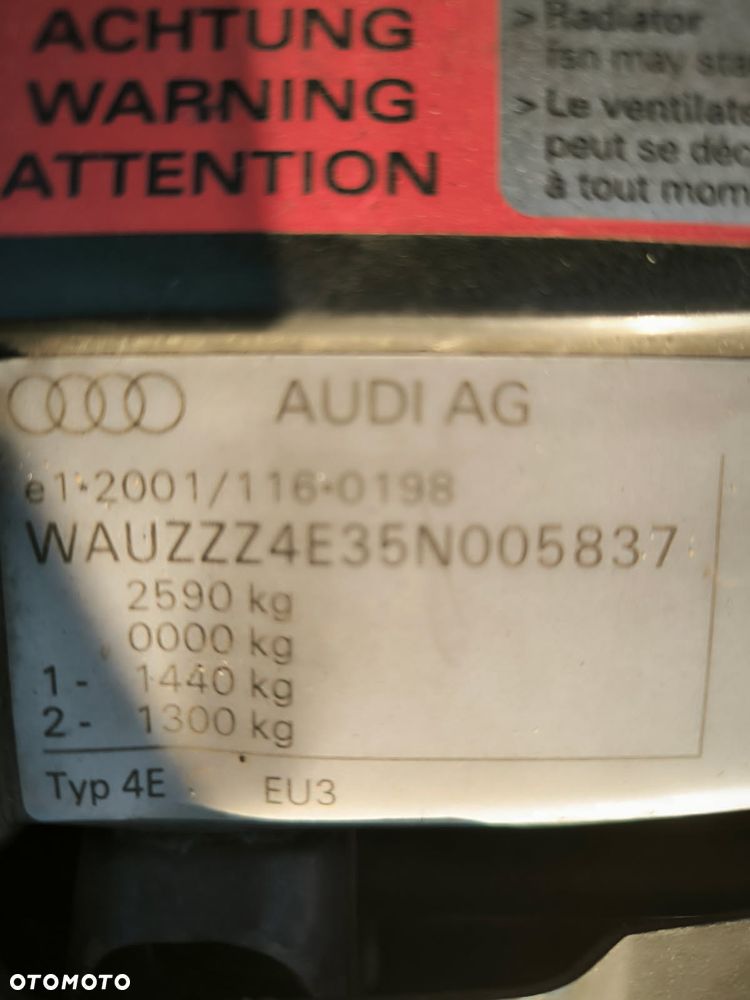 ACHTUNG
WARNING
ATTENTION
> Radiator
fan may sta
> Le ventilate
peut se déc
à tout mom
AUDI AG
e1*2001/116*0198
WAUZZZ4E35N005837
2590 kg
0000 kg
1- 1440 kg
2- 1300 kg
Typ 4E EU3
OTOMOTO